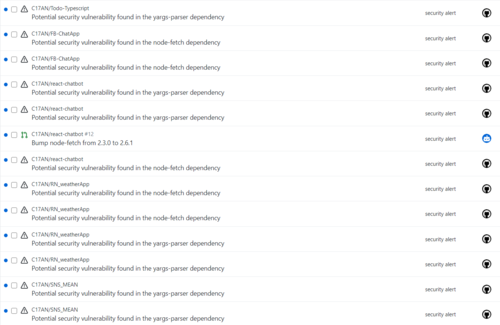 C17AN/Todo-Typescript
Potential security vulnerability found in the yargs-parser dependency
security alert
C17AN/FB-ChatApp
Potential security vulnerability found in the node-fetch dependency
security alert
C17AN/FB-ChatApp
Potential security vulnerability found in the yargs-parser dependency
security alert
C17AN/react-chatbot
Potential security vulnerability found in the yargs-parser dependency
security alert
C17AN/react-chatbot
Potential security vulnerability found in the yargs-parser dependency
security alert
C17AN/react-chatbot #12
Bump node-fetch from 2.3.0 to 2.6.1
security alert
C17AN/react-chatbot
Potential security vulnerability found in the node-fetch dependency
security alert
C17AN/RN_weatherApp
Potential security vulnerability found in the node-fetch dependency
security alert
C17AN/RN_weatherApp
Potential security vulnerability found in the node-fetch dependency
security alert
C17AN/RN_weatherApp
Potential security vulnerability found in the yargs-parser dependency
security alert
C17AN/RN_weatherApp
Potential security vulnerability found in the yargs-parser dependency
security alert
C17AN/SNS_MEAN
Potential security vulnerability found in the yargs-parser dependency
security alert
C17AN/SNS_MEAN
Potential security vulnerability found in the yargs-parser dependency
security alert